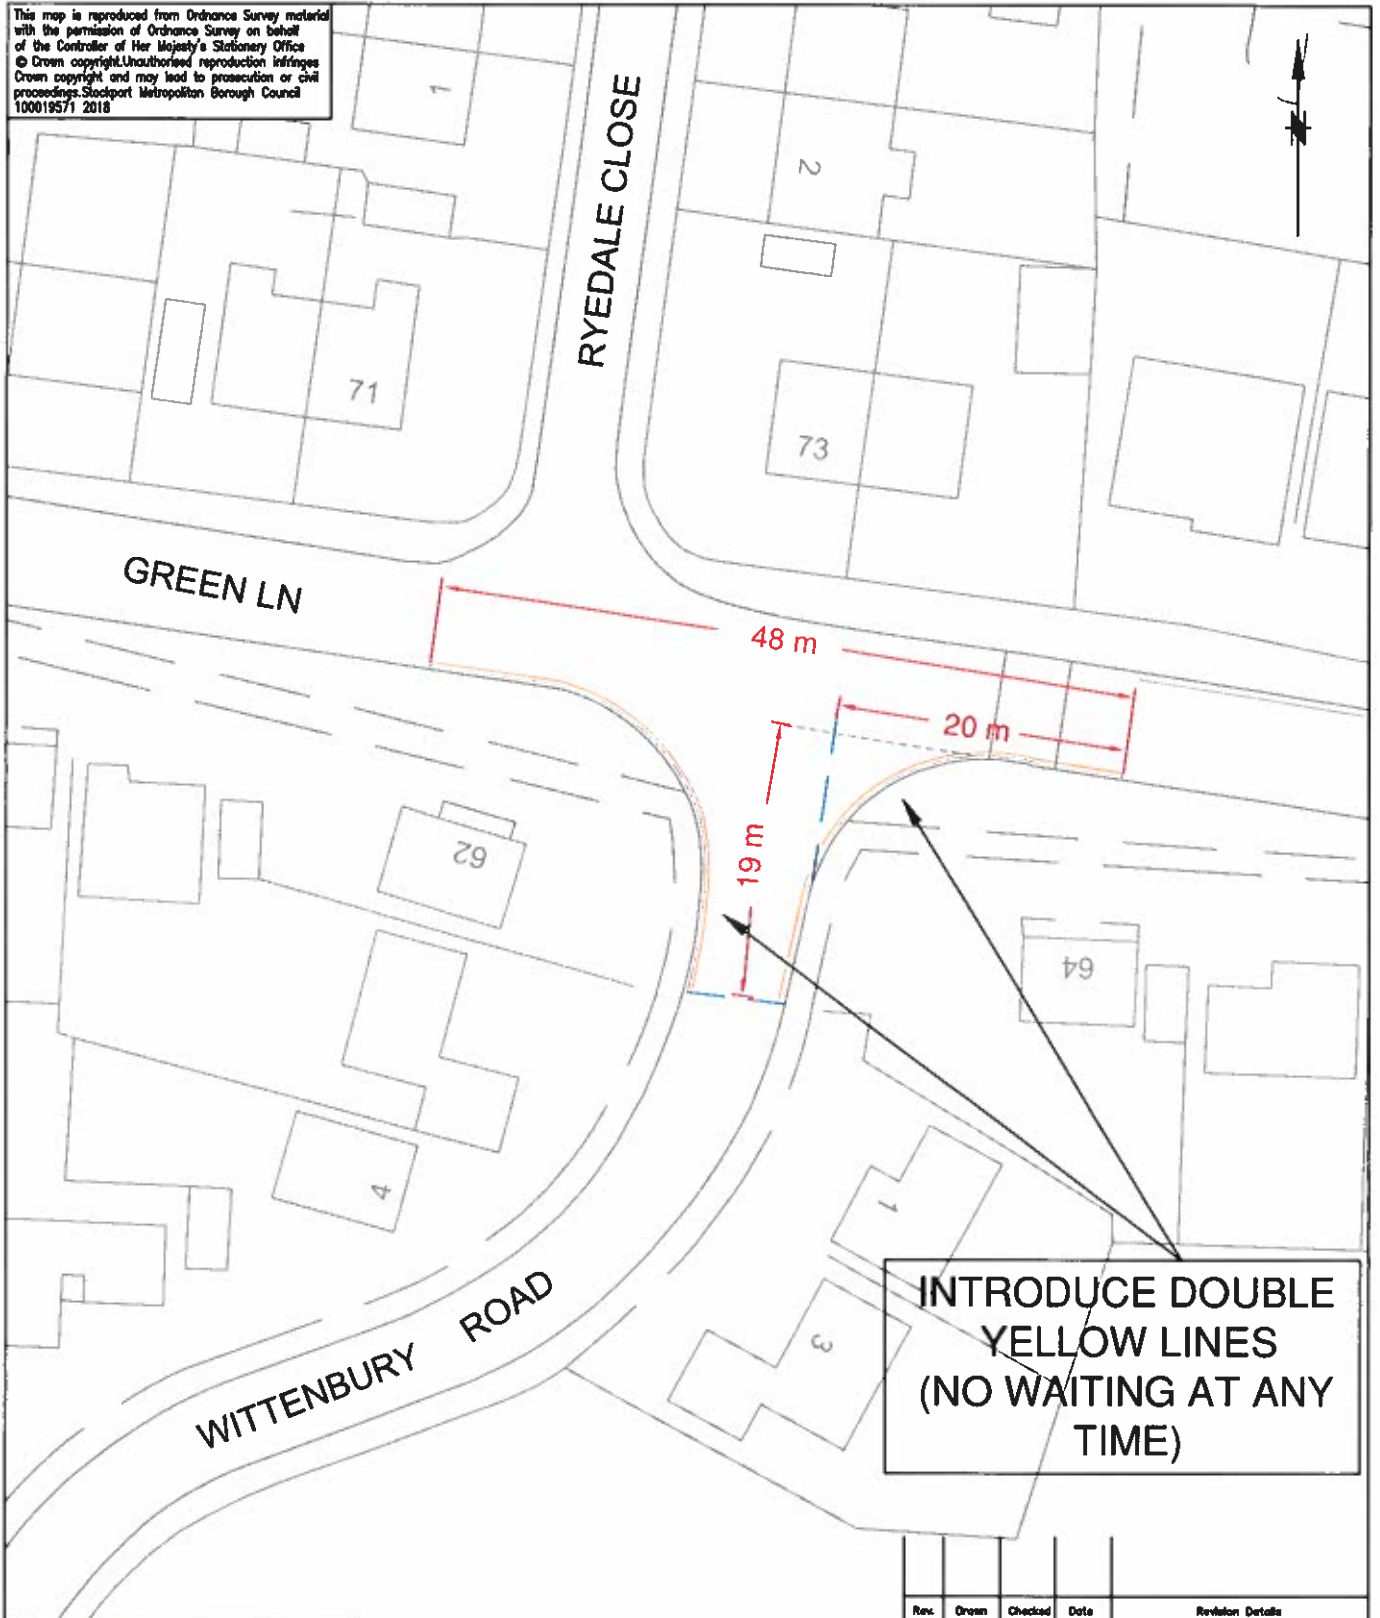 This map is reproduced from Ordnance Survey material
with the permission of Ordnance Survey on behalf
of the Controller of Her Majesty's Stationery Office
© Crown copyright.Unauthorised reproduction infringes
Crown copyright and may lead to prosecution or civil
proceedings.Stockport Metropolitan Borough Council
100019571 2018
1
2
RYEDALE CLOSE
71
73
GREEN LN
48 m
20 m
19 m
62
64
4
1
3
WITTENBURY ROAD
INTRODUCE DOUBLE
YELLOW LINES
(NO WAITING AT ANY
TIME)
Rev. Drawn Checked Date Revision Details